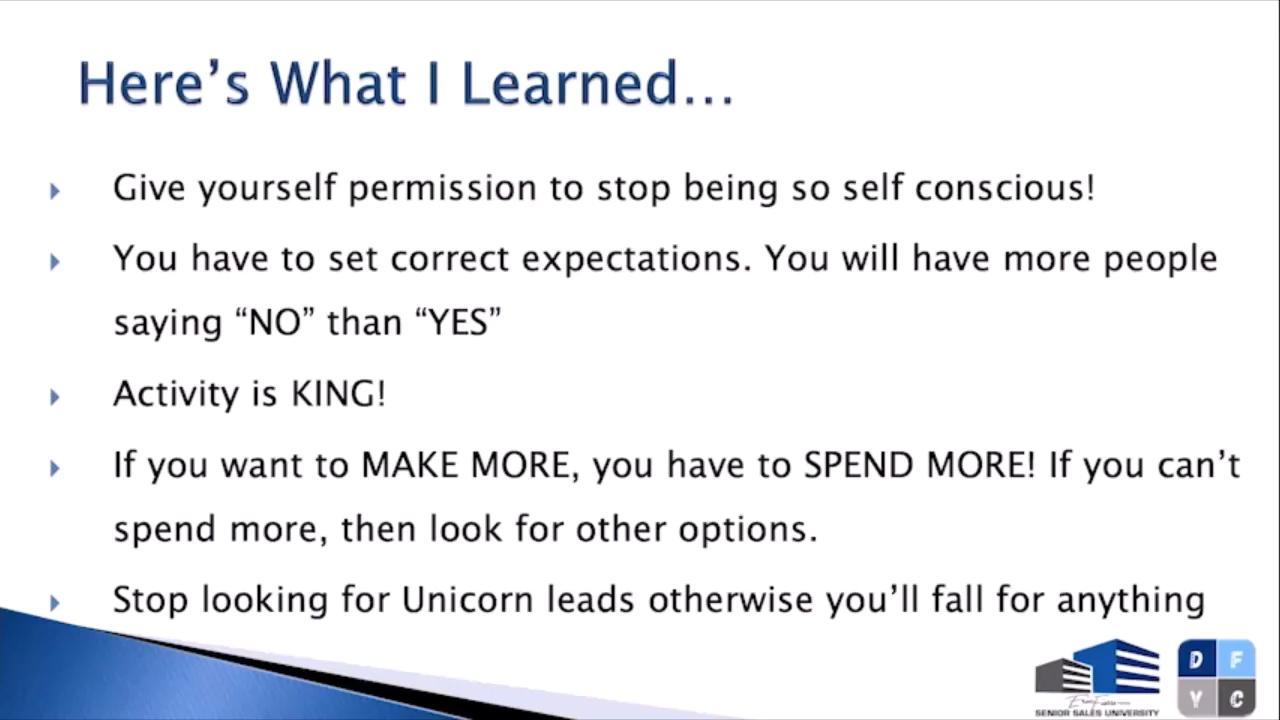 Here’s What I Learned...
Give yourself permission to stop being so self conscious!
You have to set correct expectations. You will have more people
saying “NO” than “YES”
Activity is KING!
If you want to MAKE MORE, you have to SPEND MORE! If you can’t
spend more, then look for other options.
Stop looking for Unicorn leads otherwise you’ll fall for anything
D F
Y C
SENIOR SALES UNIVERSITY